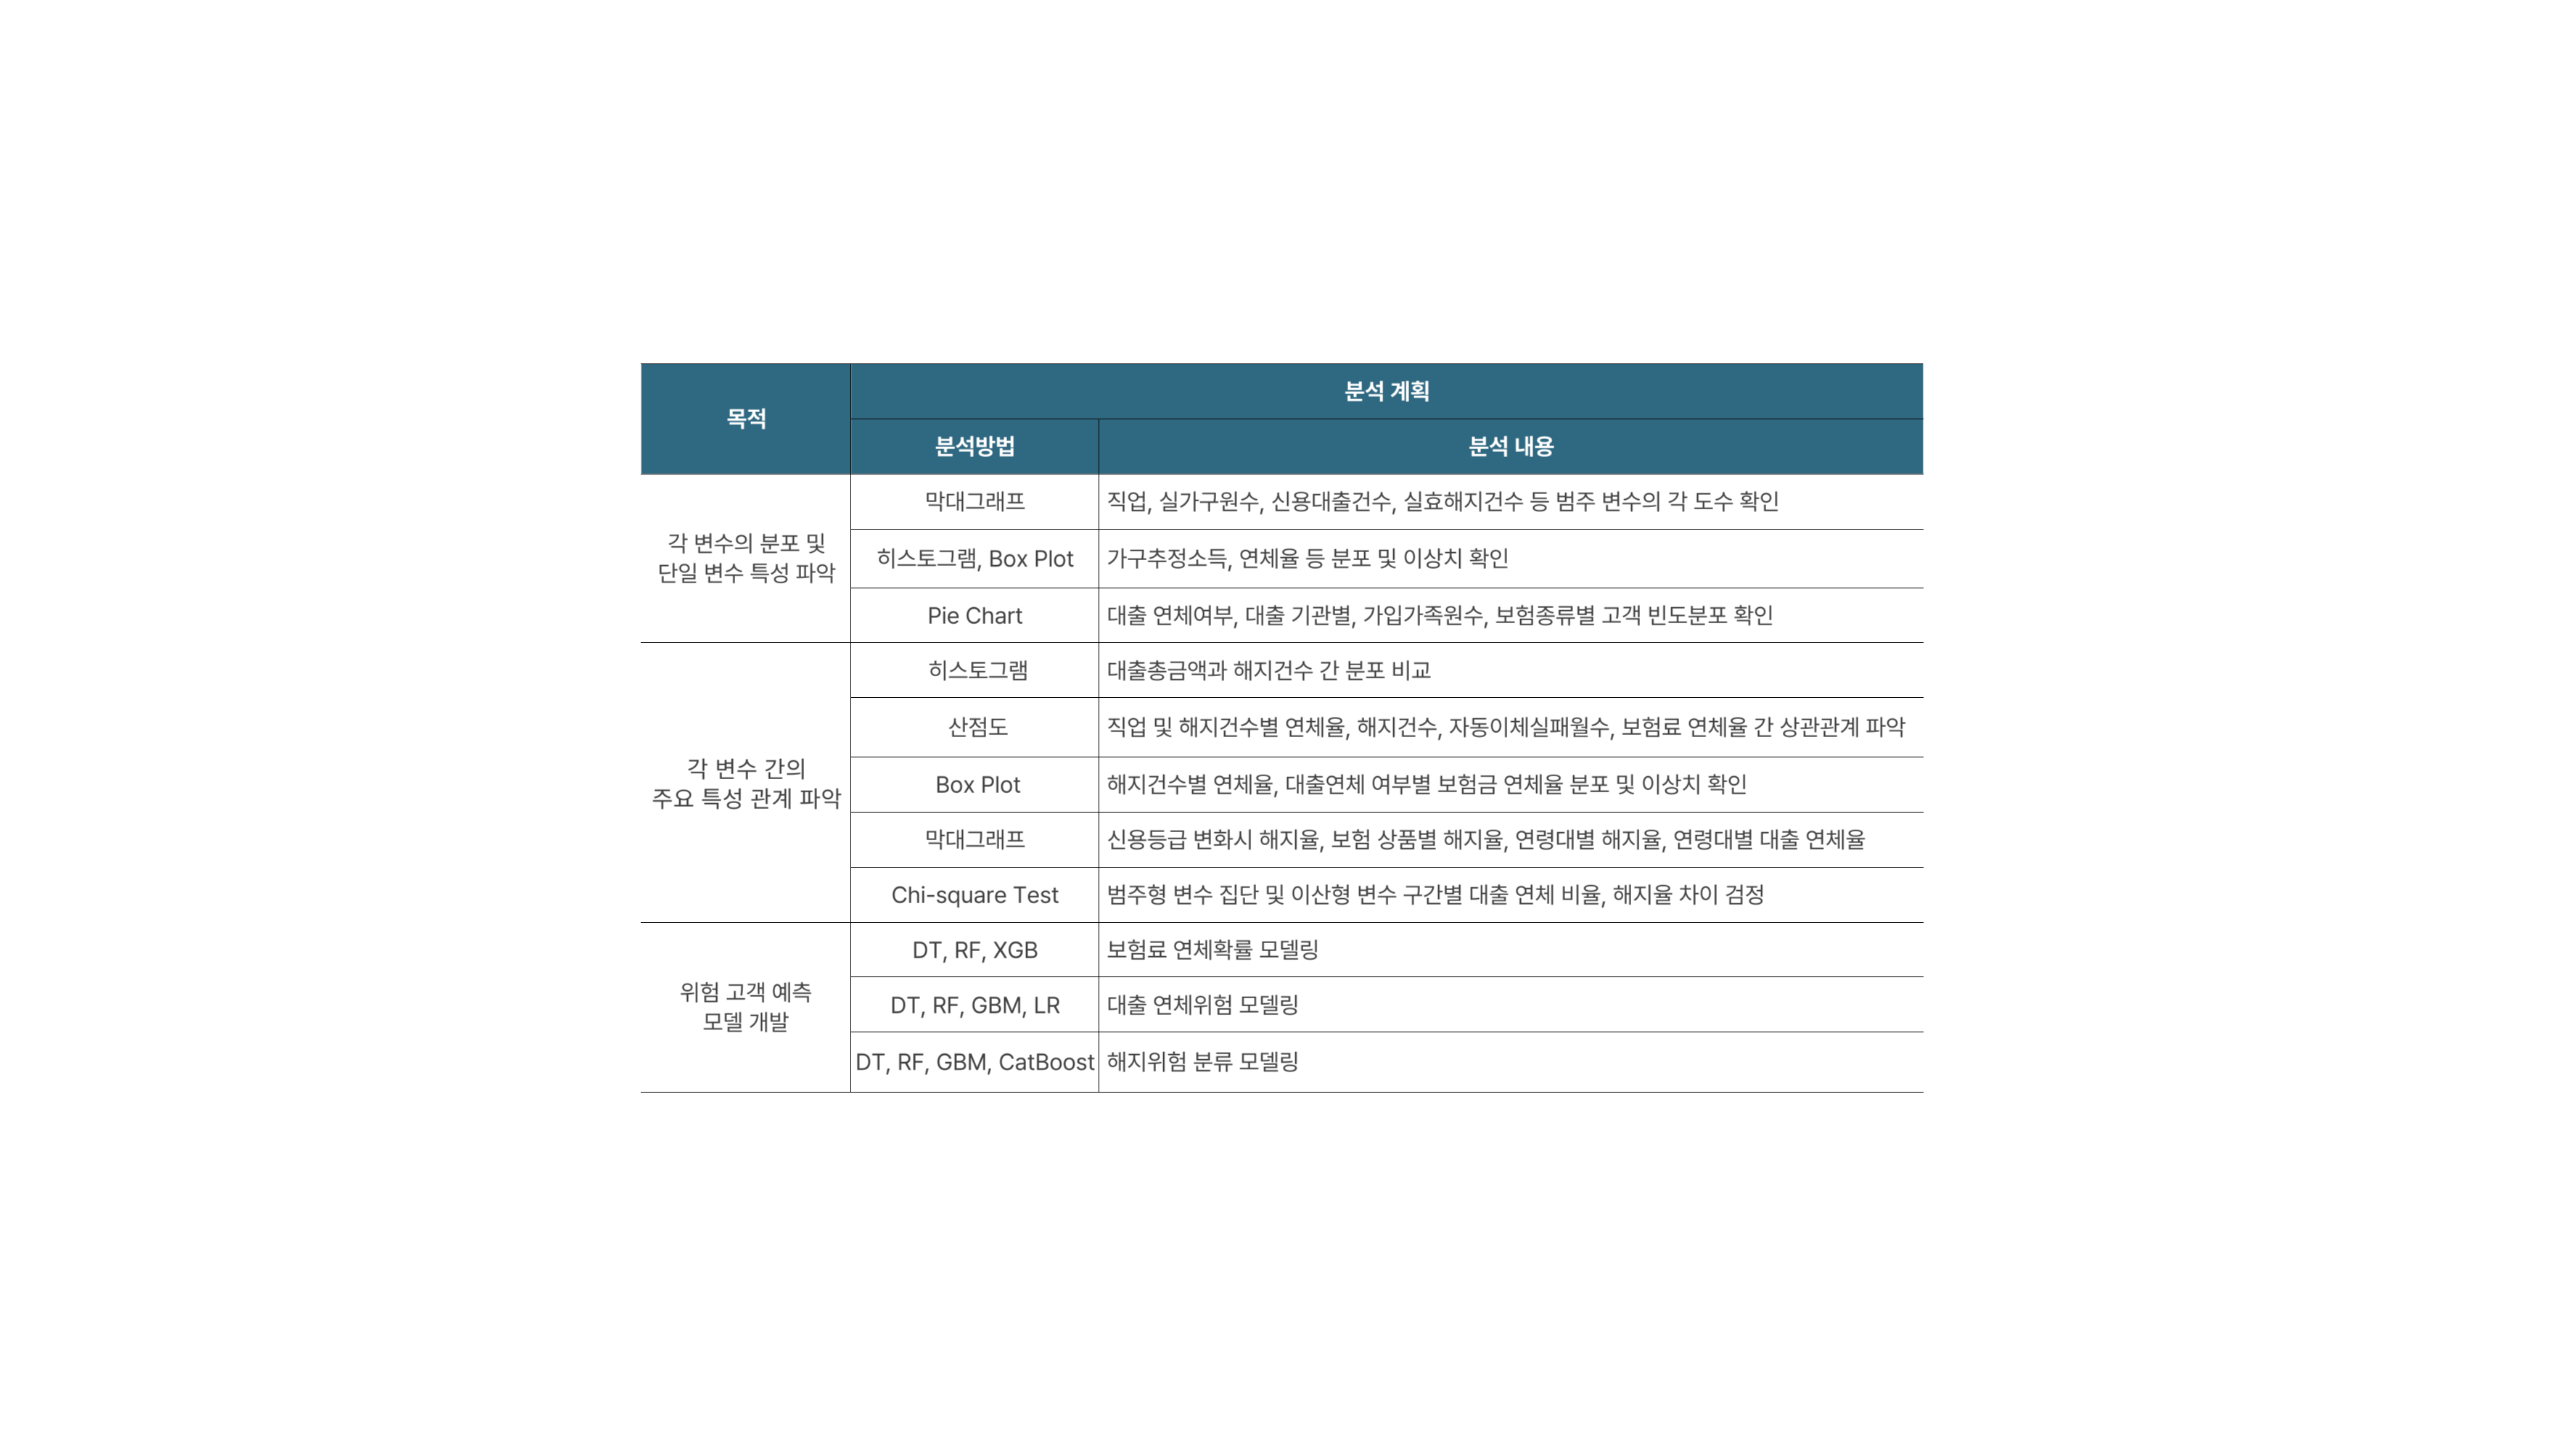 목적
분석 계획
분석방법
분석 내용
각 변수의 분포 및
단일 변수 특성 파악
막대그래프
직업, 실가구원수, 신용대출건수, 실효해지건수 등 범주 변수의 각 도수 확인
히스토그램, Box Plot
가구추정소득, 연체율 등 분포 및 이상치 확인
Pie Chart
대출 연체여부, 대출 기관별, 가입가족원수, 보험종류별 고객 빈도분포 확인
각 변수 간의
주요 특성 관계 파악
히스토그램
대출총금액과 해지건수 간 분포 비교
산점도
직업 및 해지건수별 연체율, 해지건수, 자동이체실패월수, 보험료 연체율 간 상관관계 파악
Box Plot
해지건수별 연체율, 대출연체 여부별 보험금 연체율 분포 및 이상치 확인
막대그래프
신용등급 변화시 해지율, 보험 상품별 해지율, 연령대별 해지율, 연령대별 대출 연체율
Chi-square Test
범주형 변수 집단 및 이산형 변수 구간별 대출 연체 비율, 해지율 차이 검정
위험 고객 예측
모델 개발
DT, RF, XGB
보험료 연체확률 모델링
DT, RF, GBM, LR
대출 연체위험 모델링
DT, RF, GBM, CatBoost
해지위험 분류 모델링